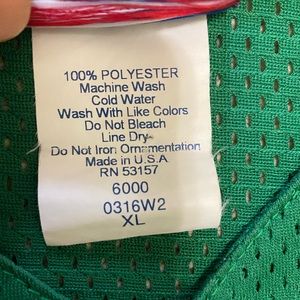 100% POLYESTER
Machine Wash
Cold Water
Wash With Like Colors
Do Not Bleach
Line Dry
Do Not Iron Ornamentation
Made in U.S.A
RN 53157
6000
0316W2
XL